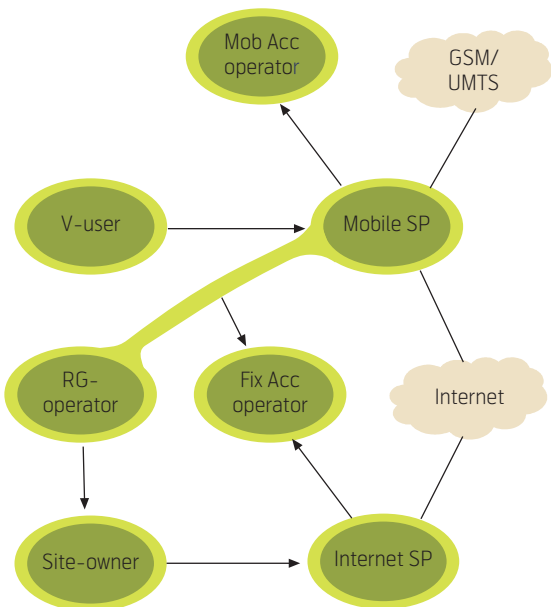 Mob Acc
operator
GSM/
UMTS
V-user
Mobile SP
RG-
operator
Fix Acc
operator
Internet
Site-owner
Internet SP